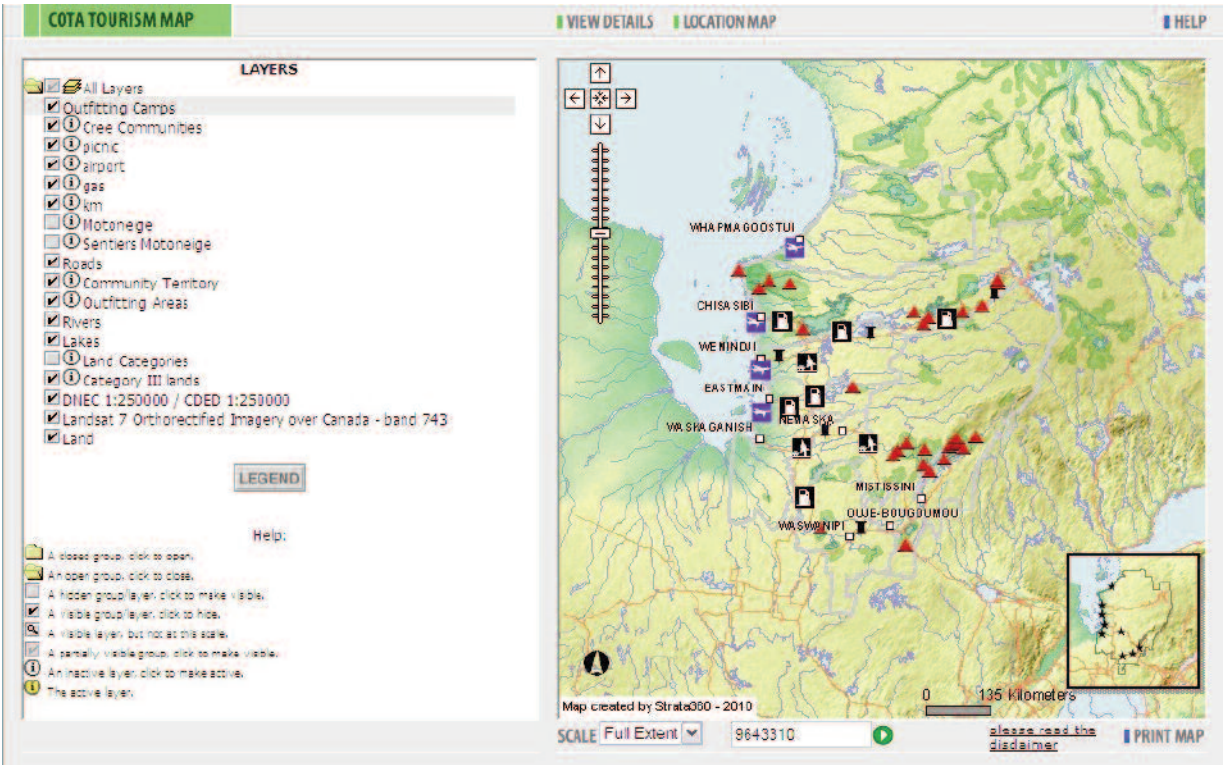 COTA TOURISM MAP
VIEW DETAILS
LOCATION MAP
HELP
LAYERS
All Layers
Outfitting Camps
Cree Communities
picnic
airport
gas
km
Motoneige
Sentiers Motoneige
Roads
Community Territory
Outfitting Areas
Rivers
Lakes
Land Categories
Category III lands
DNEC 1:250000 / CDED 1:250000
Landsat 7 Orthorectified Imagery over Canada - band 743
Land
LEGEND
Help:
A closed group, click to open.
An open group, click to close.
A hidden group/layer, click to make visible.
A visible group/layer, click to hide.
A visible layer, but not at this scale.
A partially visible group, click to make visible.
An inactive layer, click to make active.
The active layer.
WHAPMAGOOSTUI
CHISASIBI
WEMINDJI
EASTMAIN
NEMASKA
WASKAGANISH
MISTISSINI
OUJE-BOUGOUMOU
WASWANIPI
0 135 Kilometers
Map created by Strata360 - 2010
SCALE
Full Extent
9643310
please read the
disclaimer
PRINT MAP